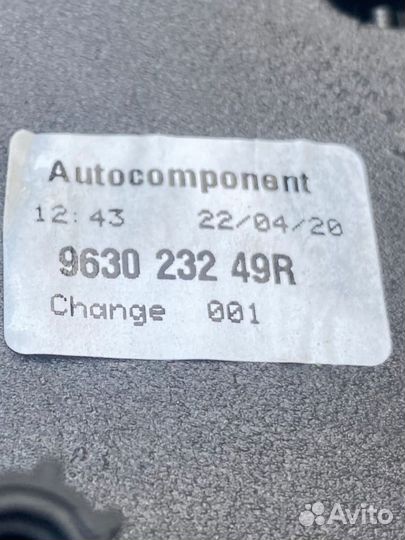 Autocomponent
12:43 22/04/20
9630 232 49R
Change 001
Avito